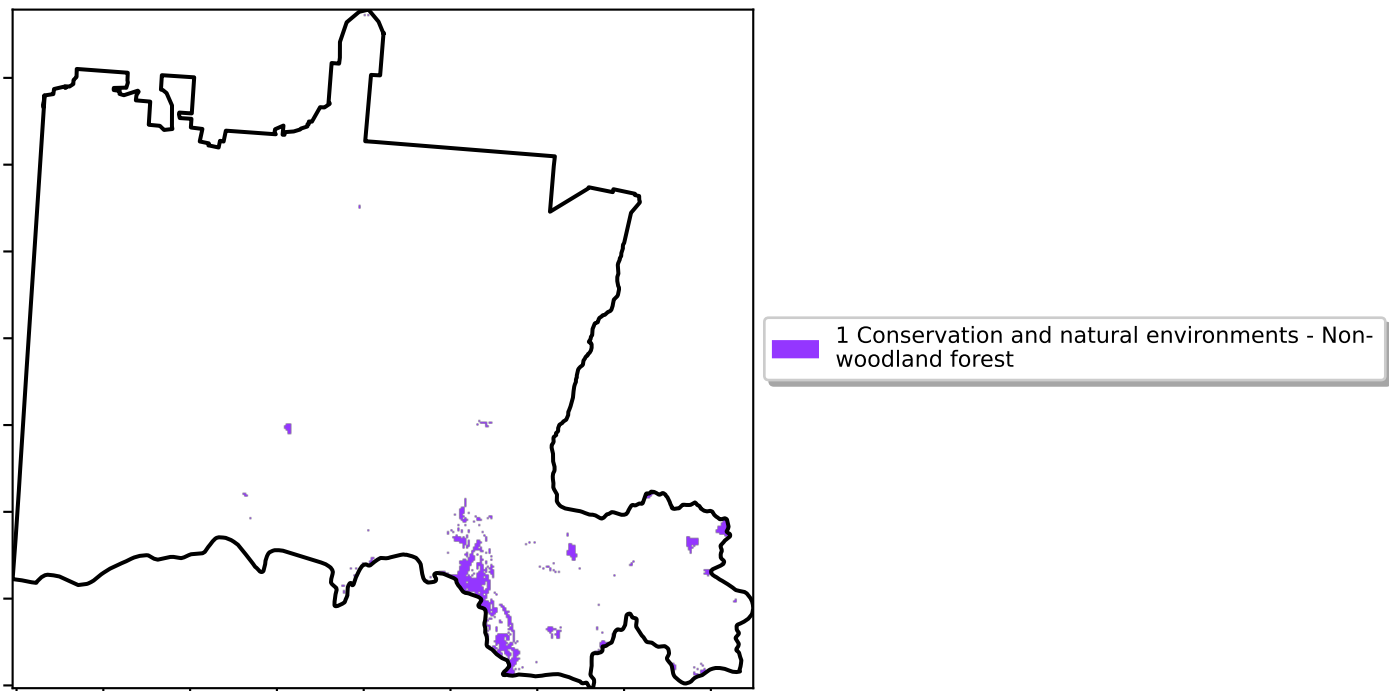 1 Conservation and natural environments - Non-
woodland forest